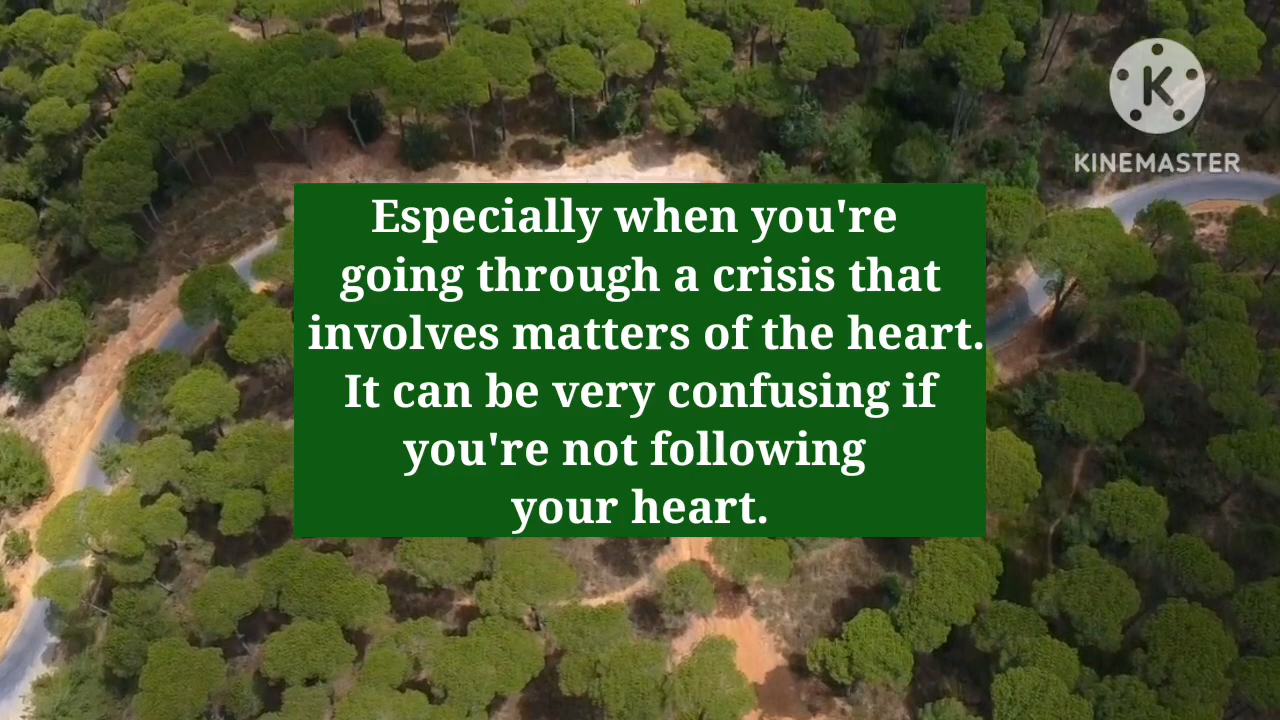 K
KINEMASTER
Especially when you're
going through a crisis that
involves matters of the heart.
It can be very confusing if
you're not following
your heart.